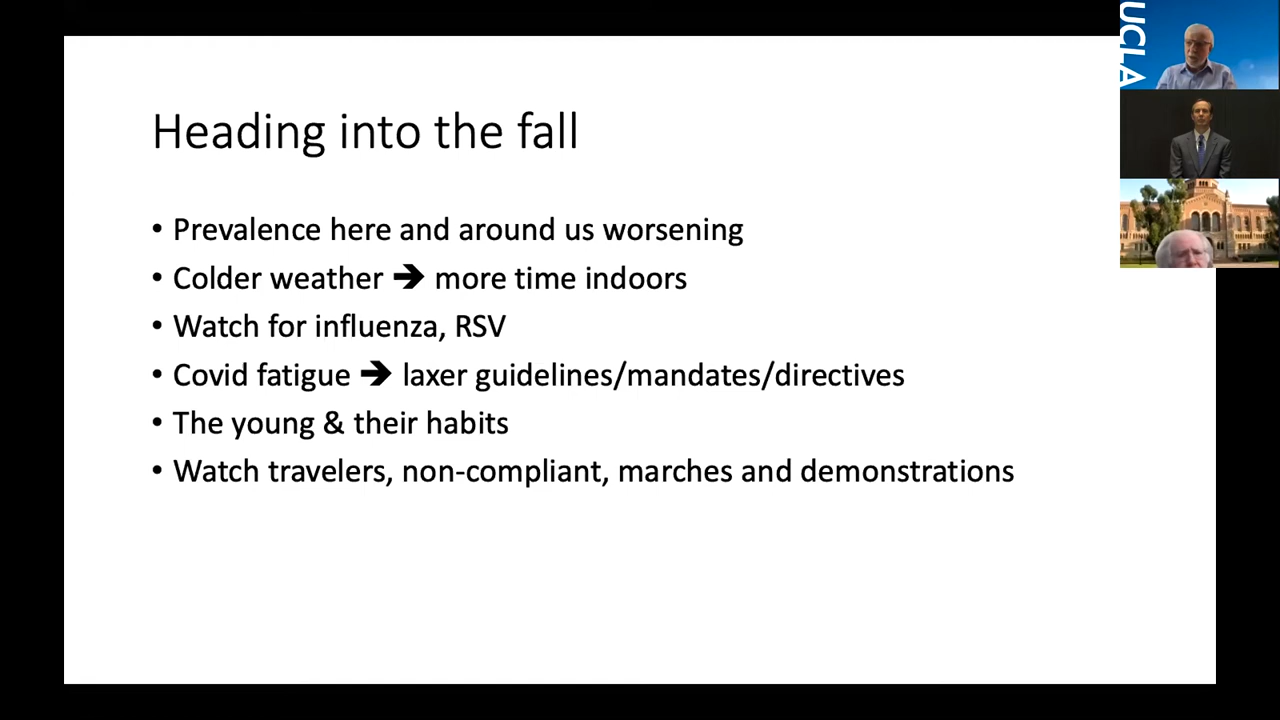 Heading into the fall
• Prevalence here and around us worsening
• Colder weather ➔ more time indoors
• Watch for influenza, RSV
• Covid fatigue ➔ laxer guidelines/mandates/directives
• The young & their habits
• Watch travelers, non-compliant, marches and demonstrations
UCLA